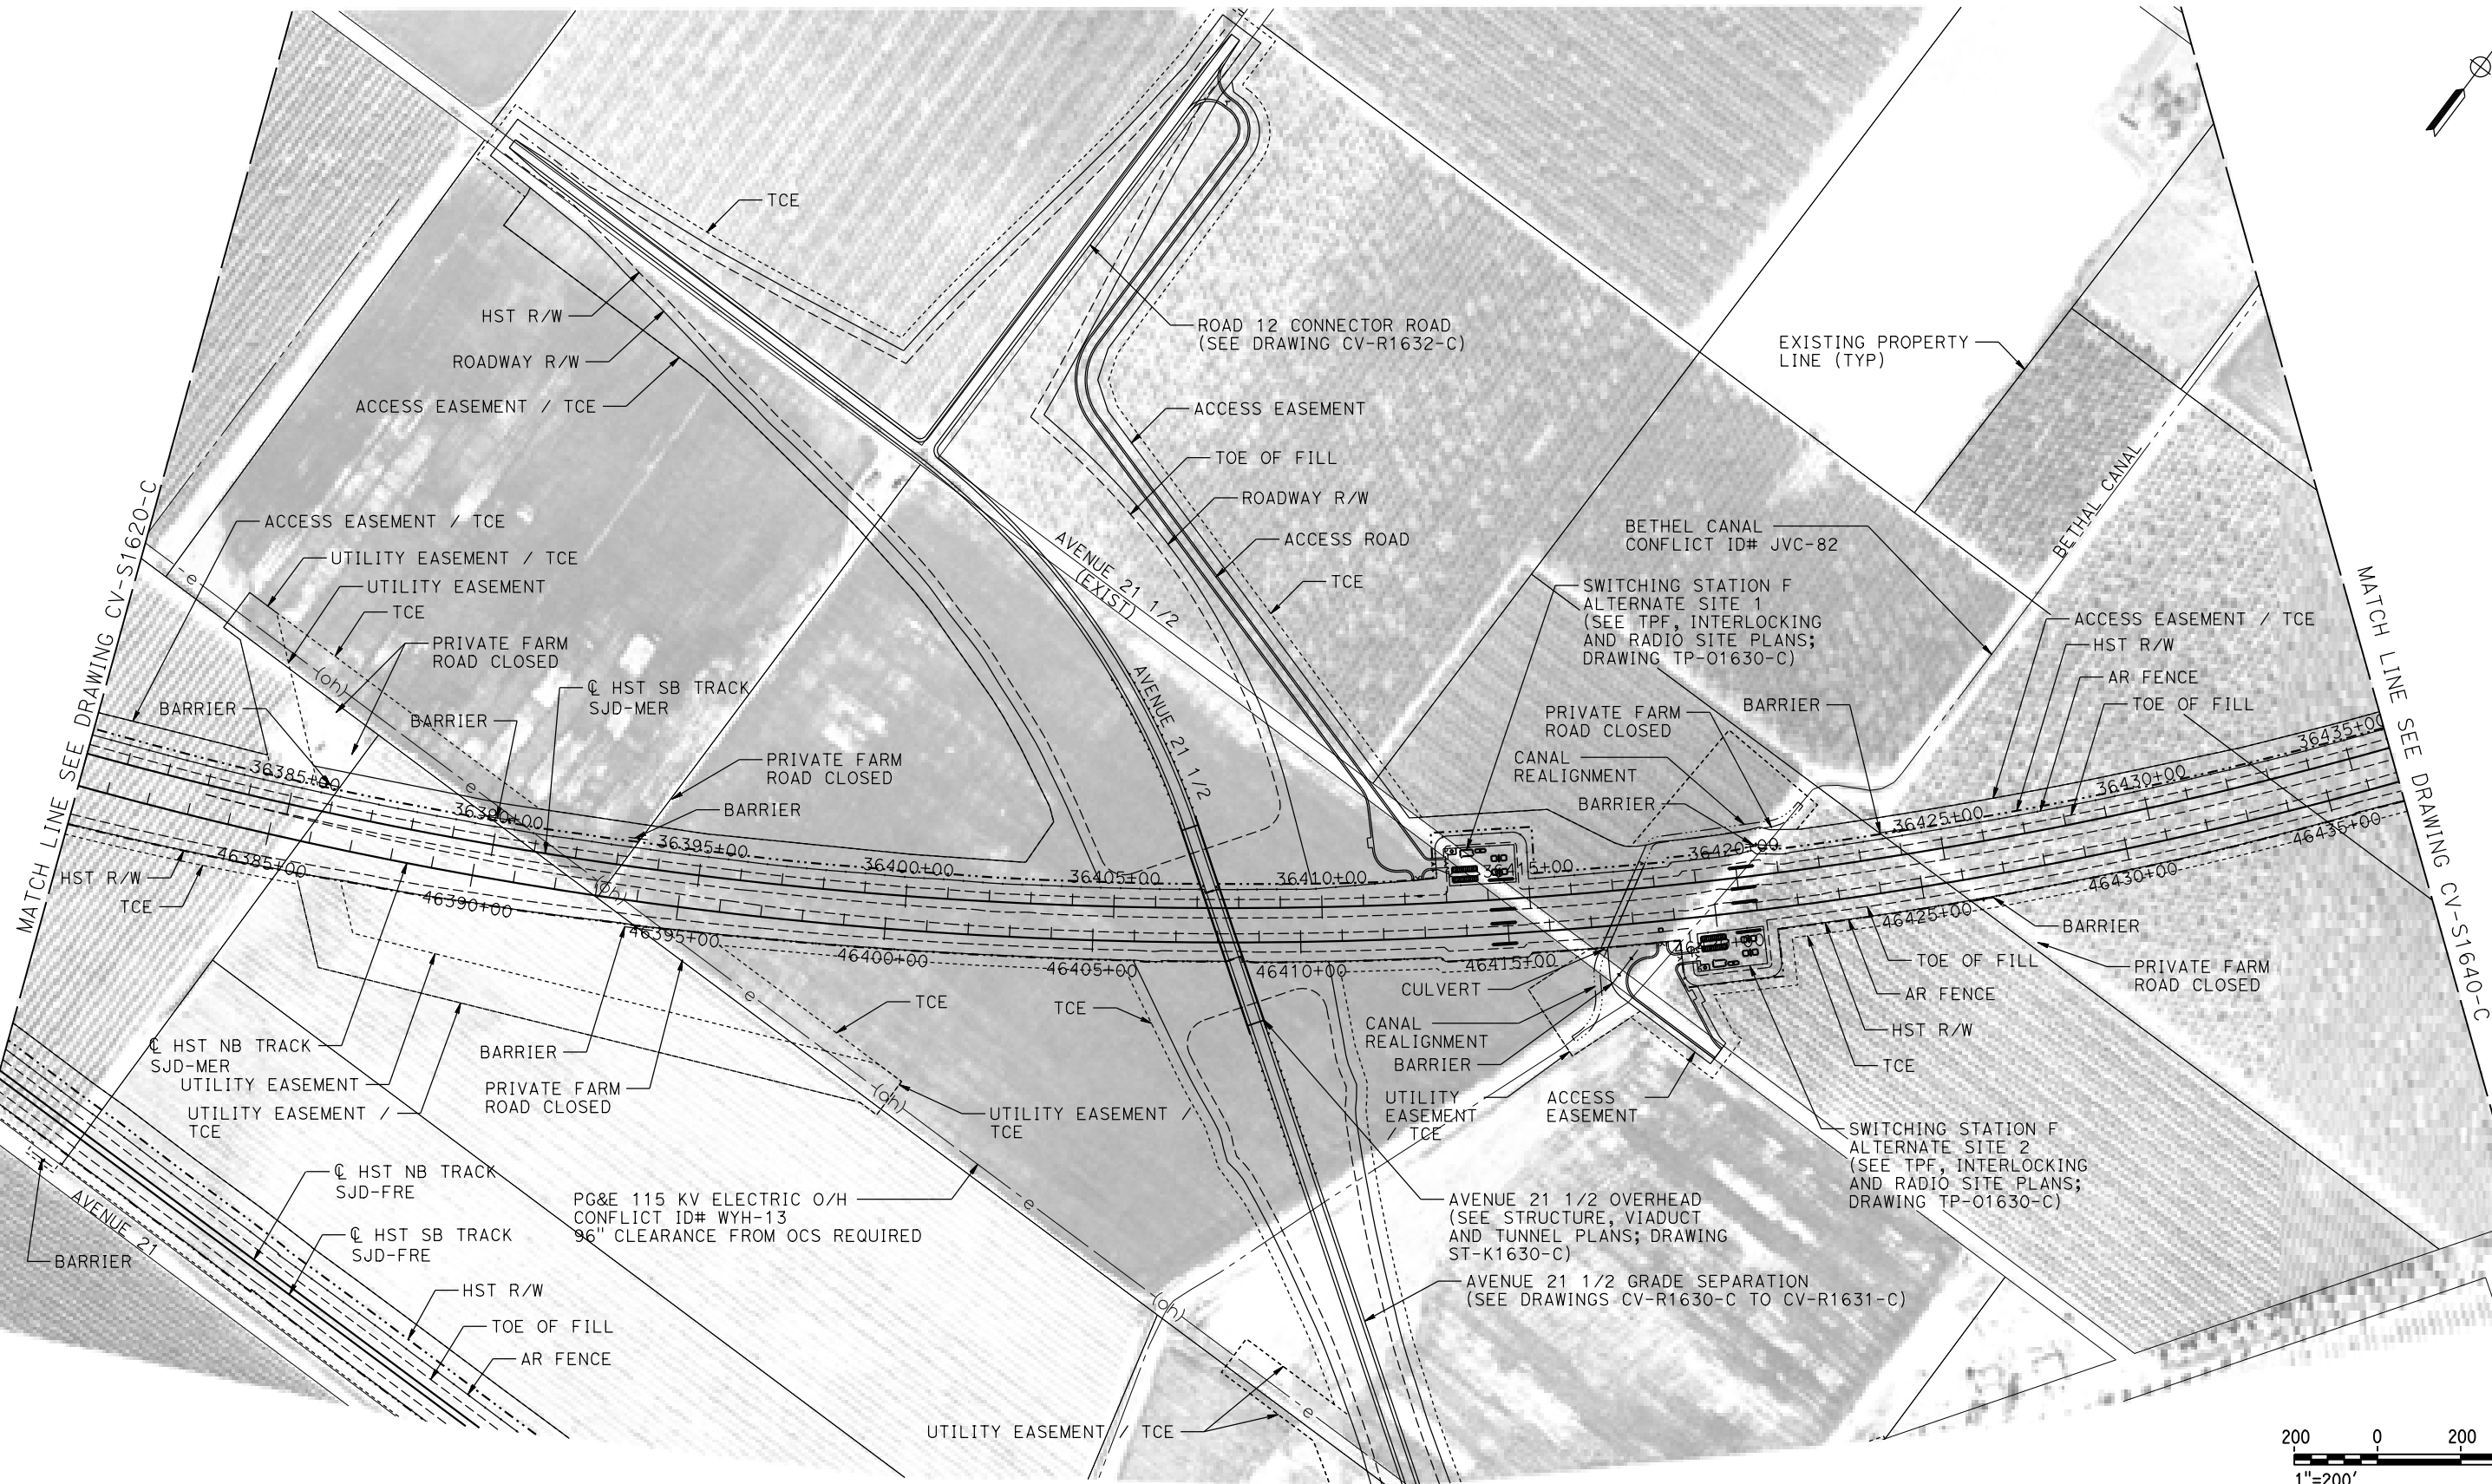 TCE
HST R/W
ROADWAY R/W
ACCESS EASEMENT / TCE
ROAD 12 CONNECTOR ROAD
(SEE DRAWING CV-R1632-C)
EXISTING PROPERTY
LINE (TYP)
ACCESS EASEMENT
TOE OF FILL
ROADWAY R/W
ACCESS ROAD
TCE
AVENUE 21 1/2
(EXIST)
BETHEL CANAL
CONFLICT ID# JVC-82
BETHAL CANAL
MATCH LINE SEE DRAWING CV-S1620-C
ACCESS EASEMENT / TCE
UTILITY EASEMENT / TCE
UTILITY EASEMENT
TCE
PRIVATE FARM
ROAD CLOSED
e
(oh)
e
(oh)
BARRIER
BARRIER
℄ HST SB TRACK
SJD-MER
PRIVATE FARM
ROAD CLOSED
BARRIER
AVENUE 21 1/2
SWITCHING STATION F
ALTERNATE SITE 1
(SEE TPF, INTERLOCKING
AND RADIO SITE PLANS;
DRAWING TP-O1630-C)
PRIVATE FARM
ROAD CLOSED
CANAL
REALIGNMENT
BARRIER
BARRIER
ACCESS EASEMENT / TCE
HST R/W
AR FENCE
TOE OF FILL
MATCH LINE SEE DRAWING CV-S1640-C
36385+00
36390+00
36395+00
36400+00
36405+00
36410+00
36415+00
36420+00
36425+00
36430+00
36435+00
46385+00
46390+00
46395+00
46400+00
46405+00
46410+00
46415+00
46425+00
46430+00
46435+00
HST R/W
TCE
℄ HST NB TRACK
SJD-MER
UTILITY EASEMENT
UTILITY EASEMENT /
TCE
BARRIER
PRIVATE FARM
ROAD CLOSED
e
(oh)
e
(oh)
e
TCE
TCE
UTILITY EASEMENT /
TCE
CULVERT
CANAL
REALIGNMENT
BARRIER
UTILITY
EASEMENT
/ TCE
ACCESS
EASEMENT
BARRIER
TOE OF FILL
AR FENCE
HST R/W
TCE
PRIVATE FARM
ROAD CLOSED
SWITCHING STATION F
ALTERNATE SITE 2
(SEE TPF, INTERLOCKING
AND RADIO SITE PLANS;
DRAWING TP-O1630-C)
℄ HST NB TRACK
SJD-FRE
℄ HST SB TRACK
SJD-FRE
AVENUE 21
BARRIER
HST R/W
TOE OF FILL
AR FENCE
PG&E 115 KV ELECTRIC O/H
CONFLICT ID# WYH-13
96" CLEARANCE FROM OCS REQUIRED
AVENUE 21 1/2 OVERHEAD
(SEE STRUCTURE, VIADUCT
AND TUNNEL PLANS; DRAWING
ST-K1630-C)
AVENUE 21 1/2 GRADE SEPARATION
(SEE DRAWINGS CV-R1630-C TO CV-R1631-C)
UTILITY EASEMENT / TCE
200 0 200
1"=200'